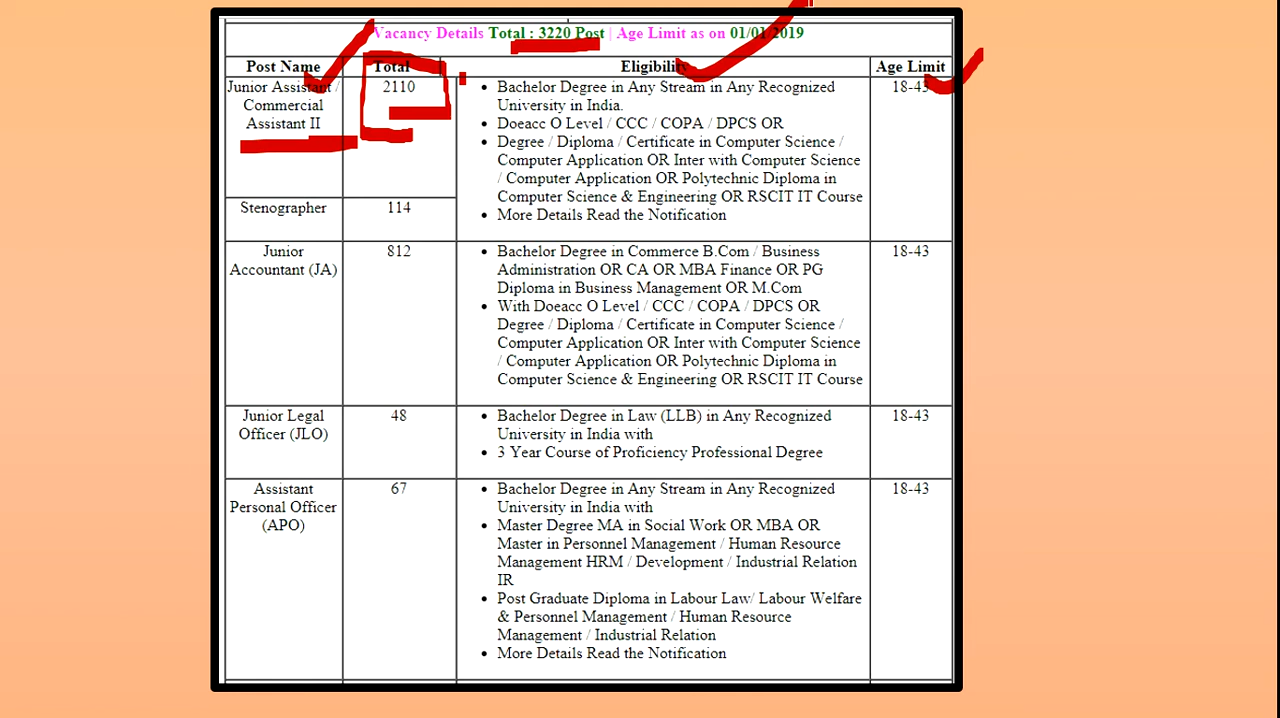 Vacancy Details Total : 3220 Post | Age Limit as on 01/01/2019
Post Name Total Eligibility Age Limit
Junior Assistant /
Commercial
Assistant II
2110
Bachelor Degree in Any Stream in Any Recognized
University in India.
Doeacc O Level / CCC / COPA / DPCS OR
Degree / Diploma / Certificate in Computer Science /
Computer Application OR Inter with Computer Science
/ Computer Application OR Polytechnic Diploma in
Computer Science & Engineering OR RSCIT IT Course
More Details Read the Notification
18-43
Stenographer
114
Junior
Accountant (JA)
812
Bachelor Degree in Commerce B.Com / Business
Administration OR CA OR MBA Finance OR PG
Diploma in Business Management OR M.Com
With Doeacc O Level / CCC / COPA / DPCS OR
Degree / Diploma / Certificate in Computer Science /
Computer Application OR Inter with Computer Science
/ Computer Application OR Polytechnic Diploma in
Computer Science & Engineering OR RSCIT IT Course
18-43
Junior Legal
Officer (JLO)
48
Bachelor Degree in Law (LLB) in Any Recognized
University in India with
3 Year Course of Proficiency Professional Degree
18-43
Assistant
Personal Officer
(APO)
67
Bachelor Degree in Any Stream in Any Recognized
University in India with
Master Degree MA in Social Work OR MBA OR
Master in Personnel Management / Human Resource
Management HRM / Development / Industrial Relation
IR
Post Graduate Diploma in Labour Law/ Labour Welfare
& Personnel Management / Human Resource
Management / Industrial Relation
More Details Read the Notification
18-43